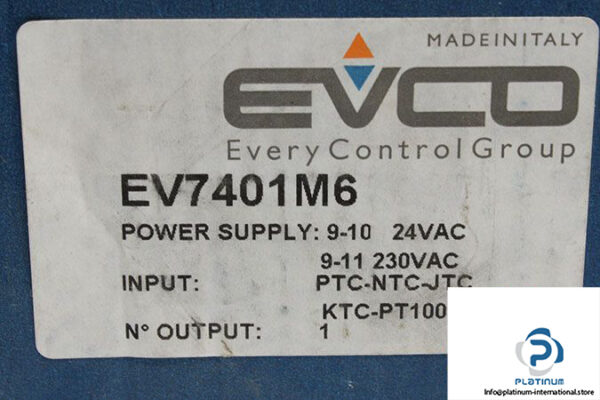 MADEINITALY
EVCO
Every Control Group
EV7401M6
POWER SUPPLY: 9-10 24VAC
9-11 230VAC
INPUT: PTC-NTC-JTC
KTC-PT100
N° OUTPUT: 1
PLATINUM
info@platinum-international.store